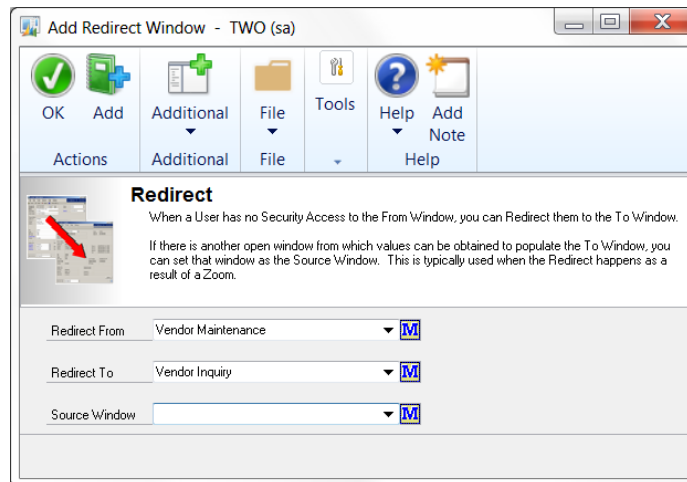 Add Redirect Window - TWO (sa)
OK Add Additional File Tools Help Add Note
Actions Additional File Help
Redirect
When a User has no Security Access to the From Window, you can Redirect them to the To Window.
If there is another open window from which values can be obtained to populate the To Window, you
can set that window as the Source Window. This is typically used when the Redirect happens as a
result of a Zoom.
Redirect From Vendor Maintenance M
Redirect To Vendor Inquiry M
Source Window M